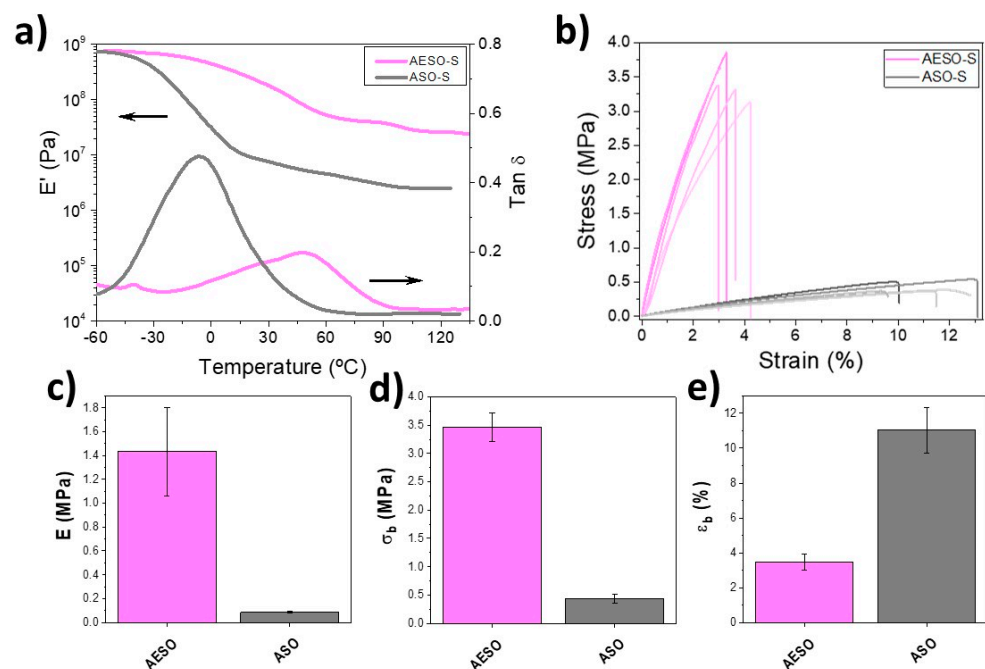 a)
AESO-S
ASO-S
10⁹
10⁸
10⁷
10⁶
10⁵
10⁴
E' (Pa)
0.8
0.6
0.4
0.2
0.0
Tan δ
-60 -30 0 30 60 90 120
Temperature (ºC)
b)
AESO-S
ASO-S
4.0
3.5
3.0
2.5
2.0
1.5
1.0
0.5
0.0
Stress (MPa)
0 2 4 6 8 10 12
Strain (%)
c)
1.8
1.6
1.4
1.2
1.0
0.8
0.6
0.4
0.2
0.0
E (MPa)
AESO ASO
d)
4.0
3.5
3.0
2.5
2.0
1.5
1.0
0.5
0.0
σb (MPa)
AESO ASO
e)
12
10
8
6
4
2
0
εb (%)
AESO ASO